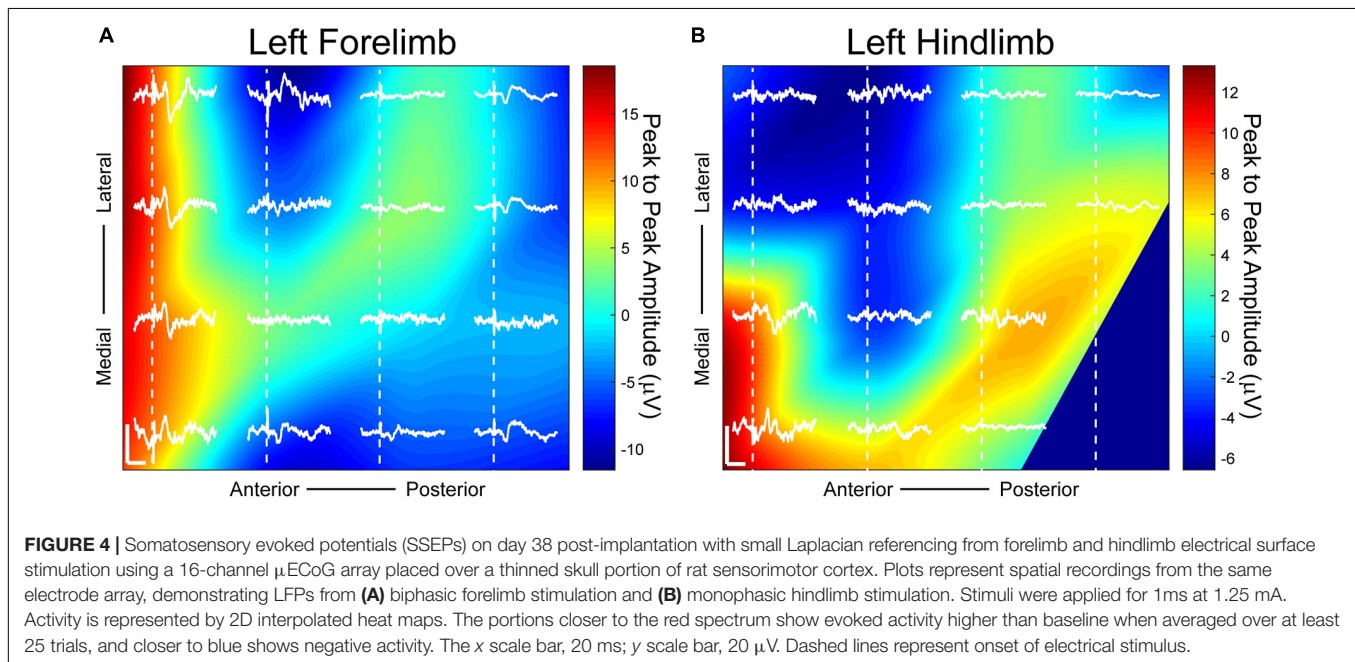 A
Left Forelimb
Lateral
Medial
Anterior
Posterior
15
10
5
0
-5
-10
Peak to Peak Amplitude (μV)
B
Left Hindlimb
Lateral
Medial
Anterior
Posterior
12
10
8
6
4
2
0
-2
-4
-6
Peak to Peak Amplitude (μV)
FIGURE 4 | Somatosensory evoked potentials (SSEPs) on day 38 post-implantation with small Laplacian referencing from forelimb and hindlimb electrical surface
stimulation using a 16-channel μECoG array placed over a thinned skull portion of rat sensorimotor cortex. Plots represent spatial recordings from the same
electrode array, demonstrating LFPs from (A) biphasic forelimb stimulation and (B) monophasic hindlimb stimulation. Stimuli were applied for 1ms at 1.25 mA.
Activity is represented by 2D interpolated heat maps. The portions closer to the red spectrum show evoked activity higher than baseline when averaged over at least
25 trials, and closer to blue shows negative activity. The x scale bar, 20 ms; y scale bar, 20 μV. Dashed lines represent onset of electrical stimulus.